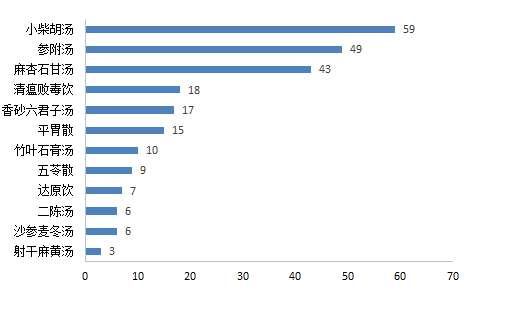 小柴胡汤 59
参附汤 49
麻杏石甘汤 43
清瘟败毒饮 18
香砂六君子汤 17
平胃散 15
竹叶石膏汤 10
五苓散 9
达原饮 7
二陈汤 6
沙参麦冬汤 6
射干麻黄汤 3
0 10 20 30 40 50 60 70